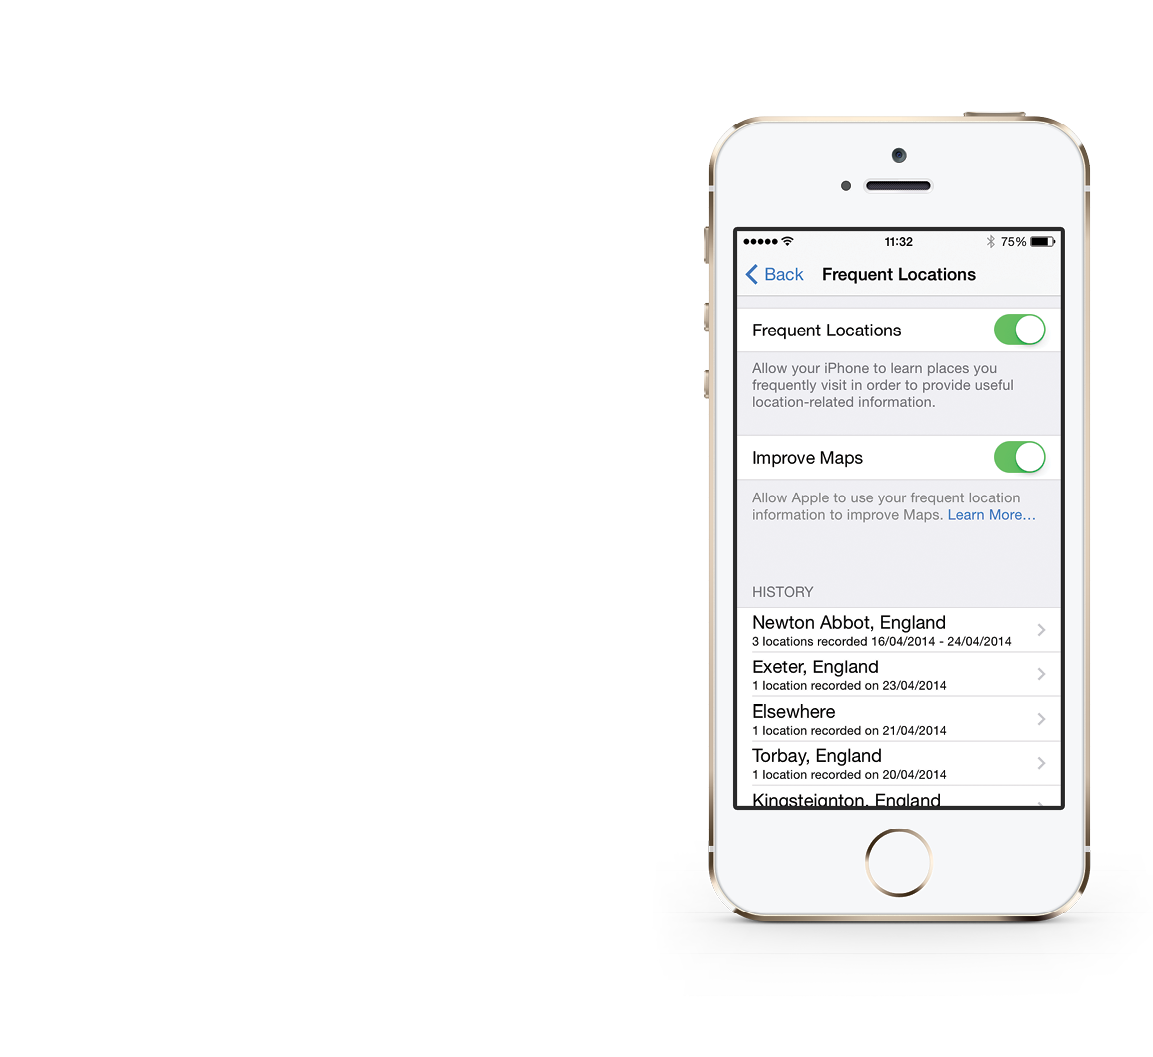 11:32 75%
Back Frequent Locations
Frequent Locations
Allow your iPhone to learn places you
frequently visit in order to provide useful
location-related information.
Improve Maps
Allow Apple to use your frequent location
information to improve Maps. Learn More...
HISTORY
Newton Abbot, England
3 locations recorded 16/04/2014 - 24/04/2014
Exeter, England
1 location recorded on 23/04/2014
Elsewhere
1 location recorded on 21/04/2014
Torbay, England
1 location recorded on 20/04/2014
Kingsteignton, England